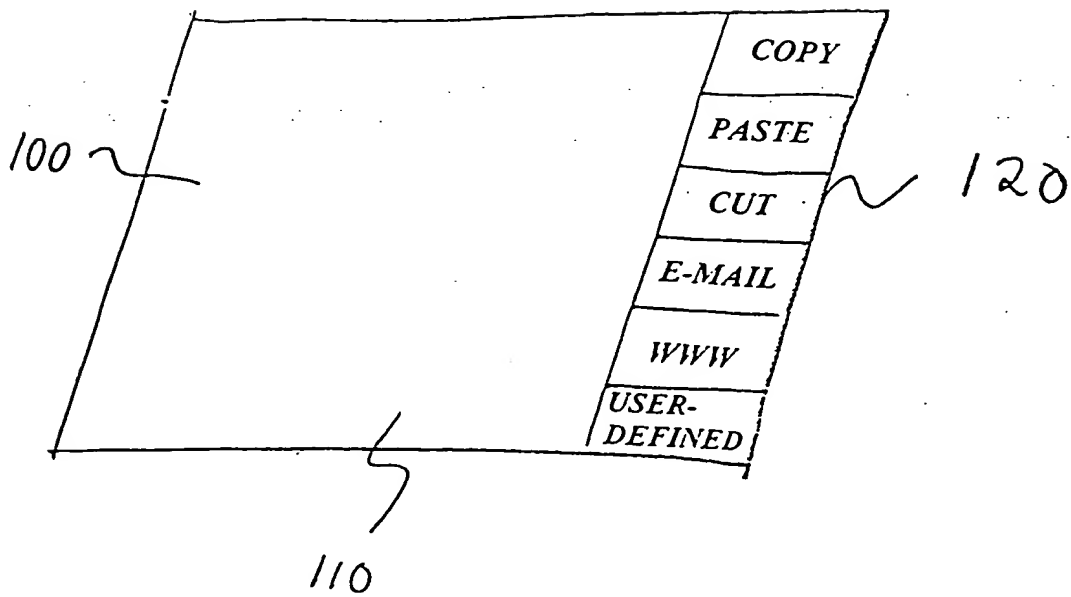 COPY
PASTE
100
CUT
120
E-MAIL
WWW
USER-
DEFINED
110